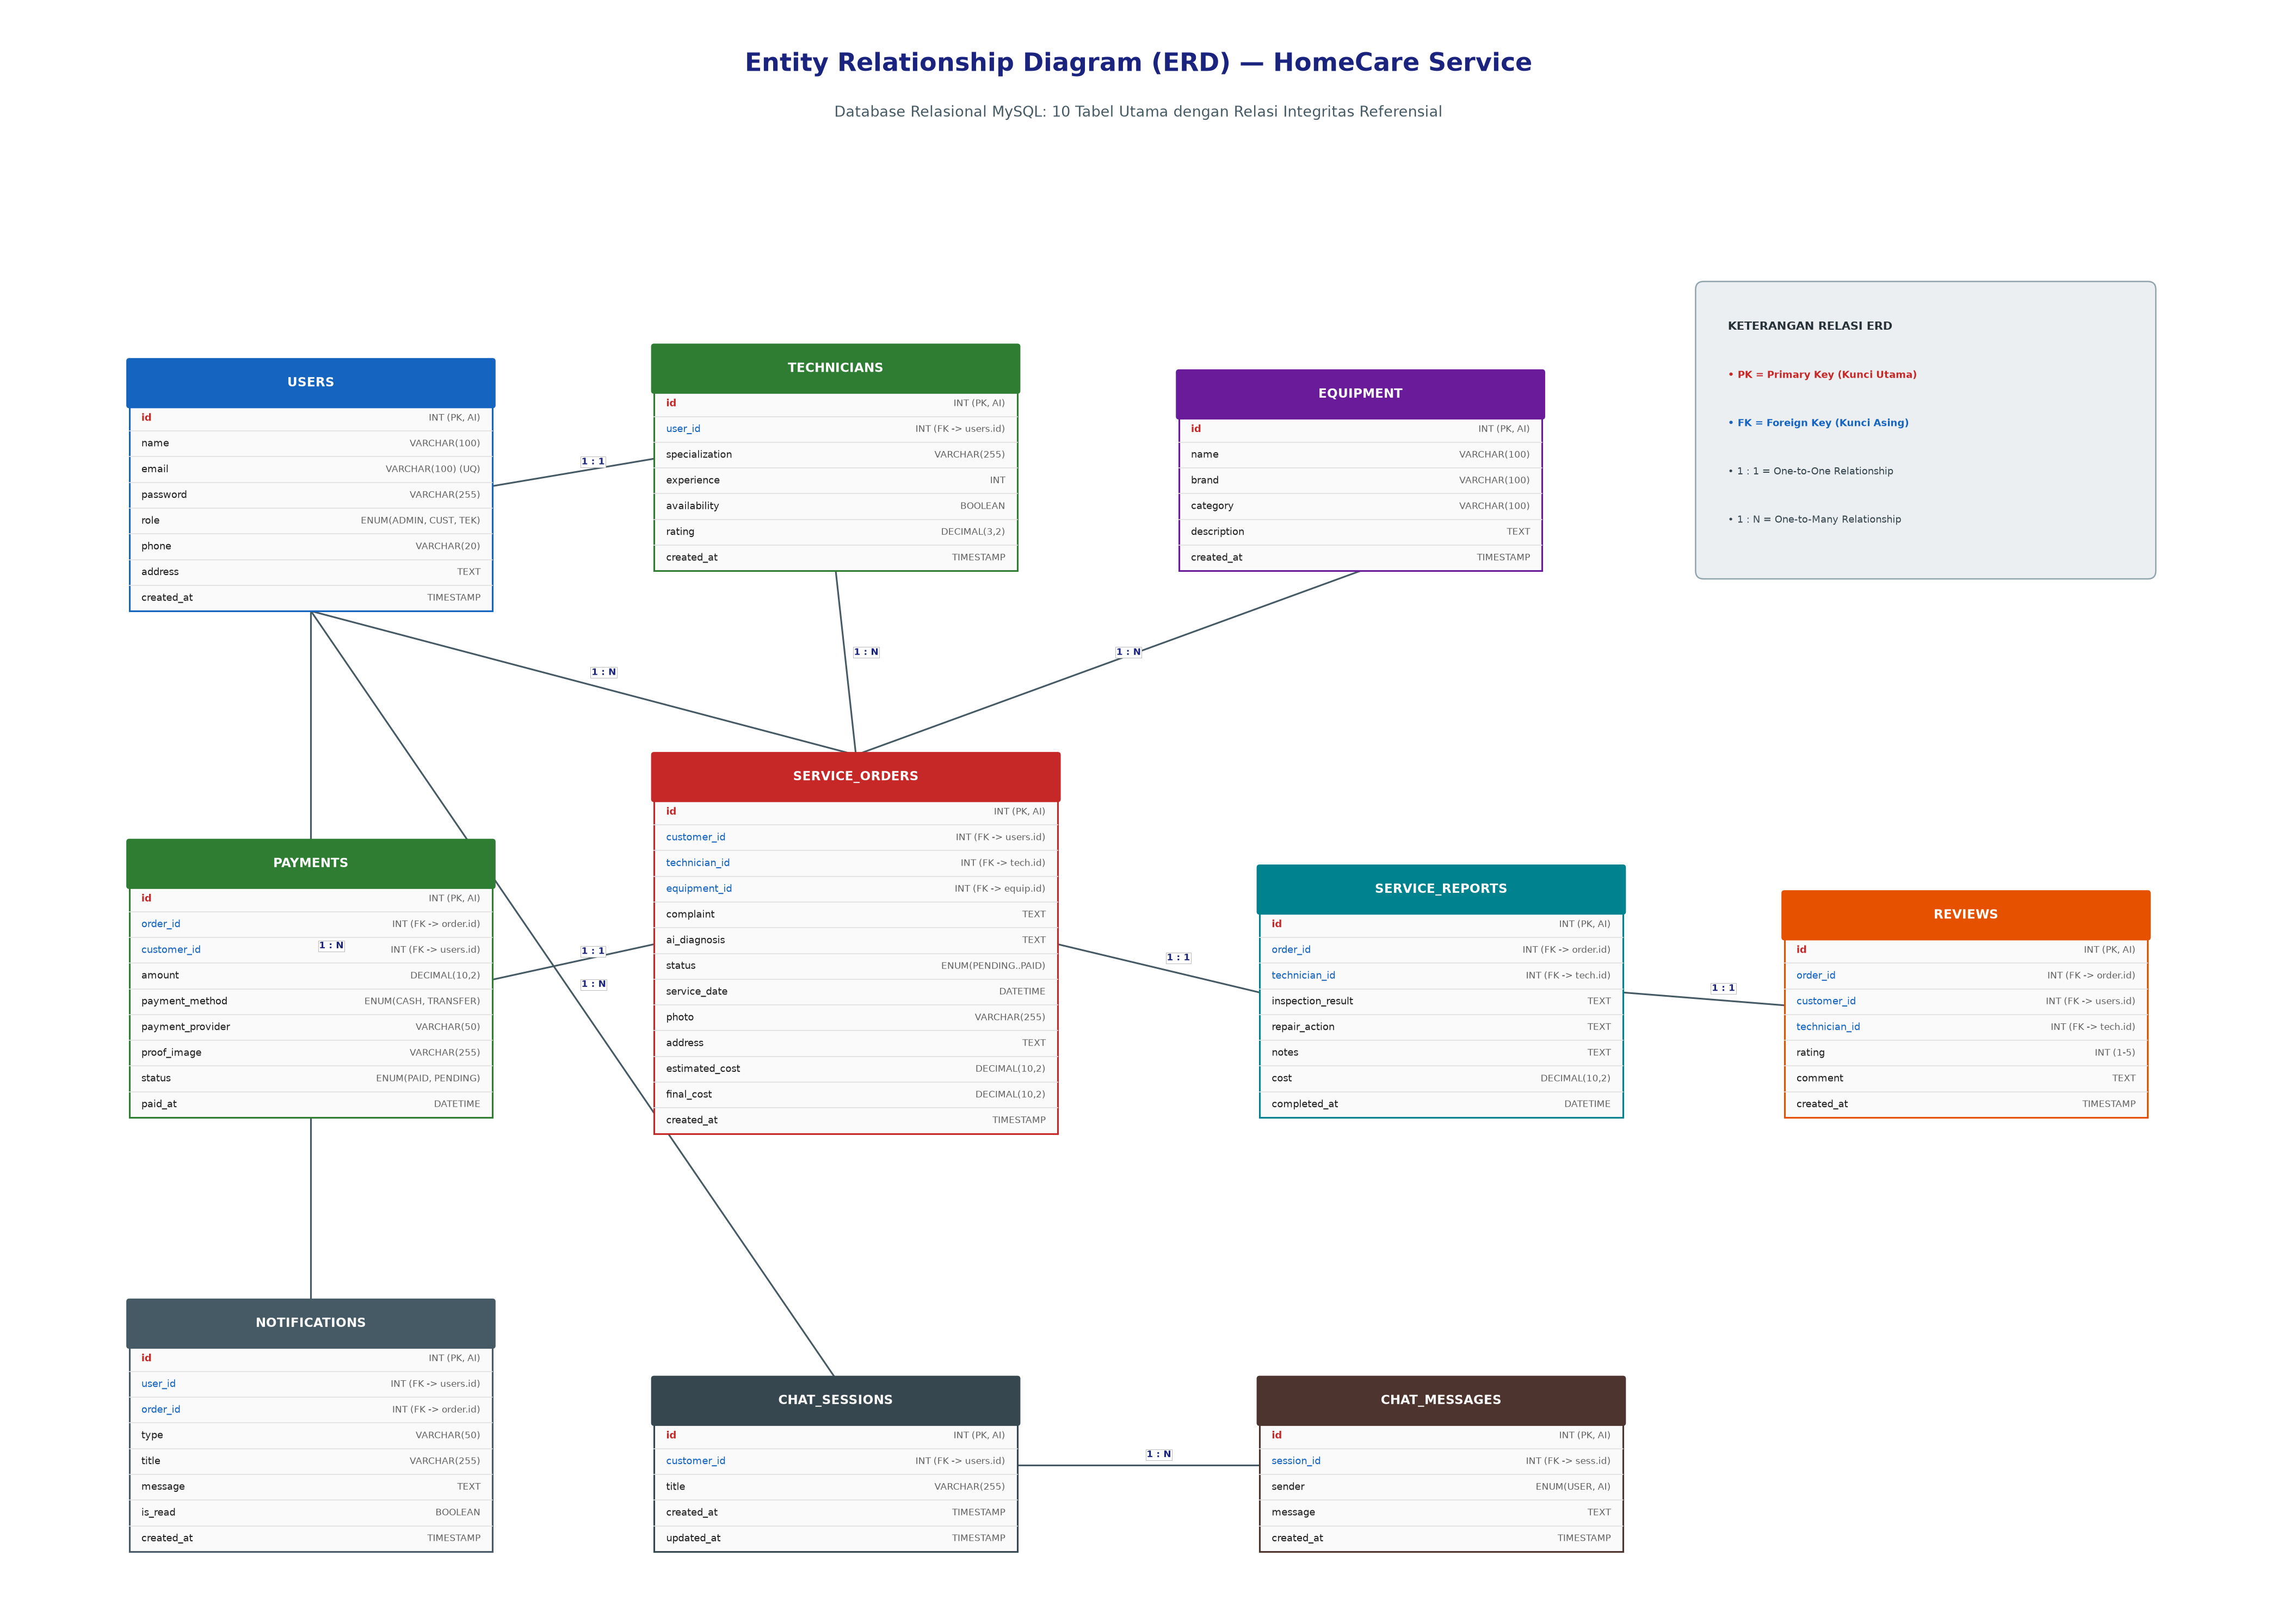 Entity Relationship Diagram (ERD) — HomeCare Service
Database Relasional MySQL: 10 Tabel Utama dengan Relasi Integritas Referensial
USERS
id INT (PK, AI)
name VARCHAR(100)
email VARCHAR(100) (UQ)
password VARCHAR(255)
role ENUM(ADMIN, CUST, TEK)
phone VARCHAR(20)
address TEXT
created_at TIMESTAMP
1 : 1
TECHNICIANS
id INT (PK, AI)
user_id INT (FK -> users.id)
specialization VARCHAR(255)
experience INT
availability BOOLEAN
rating DECIMAL(3,2)
created_at TIMESTAMP
EQUIPMENT
id INT (PK, AI)
name VARCHAR(100)
brand VARCHAR(100)
category VARCHAR(100)
description TEXT
created_at TIMESTAMP
KETERANGAN RELASI ERD
• PK = Primary Key (Kunci Utama)
• FK = Foreign Key (Kunci Asing)
• 1 : 1 = One-to-One Relationship
• 1 : N = One-to-Many Relationship
1 : N
1 : N
1 : N
PAYMENTS
id INT (PK, AI)
order_id INT (FK -> order.id)
customer_id 1 : N INT (FK -> users.id)
amount DECIMAL(10,2)
payment_method ENUM(CASH, TRANSFER)
payment_provider VARCHAR(50)
proof_image VARCHAR(255)
status ENUM(PAID, PENDING)
paid_at DATETIME
1 : 1
1 : N
SERVICE_ORDERS
id INT (PK, AI)
customer_id INT (FK -> users.id)
technician_id INT (FK -> tech.id)
equipment_id INT (FK -> equip.id)
complaint TEXT
ai_diagnosis TEXT
status ENUM(PENDING..PAID)
service_date DATETIME
photo VARCHAR(255)
address TEXT
estimated_cost DECIMAL(10,2)
final_cost DECIMAL(10,2)
created_at TIMESTAMP
1 : 1
SERVICE_REPORTS
id INT (PK, AI)
order_id INT (FK -> order.id)
technician_id INT (FK -> tech.id)
inspection_result TEXT
repair_action TEXT
notes TEXT
cost DECIMAL(10,2)
completed_at DATETIME
1 : 1
REVIEWS
id INT (PK, AI)
order_id INT (FK -> order.id)
customer_id INT (FK -> users.id)
technician_id INT (FK -> tech.id)
rating INT (1-5)
comment TEXT
created_at TIMESTAMP
NOTIFICATIONS
id INT (PK, AI)
user_id INT (FK -> users.id)
order_id INT (FK -> order.id)
type VARCHAR(50)
title VARCHAR(255)
message TEXT
is_read BOOLEAN
created_at TIMESTAMP
CHAT_SESSIONS
id INT (PK, AI)
customer_id INT (FK -> users.id)
title VARCHAR(255)
created_at TIMESTAMP
updated_at TIMESTAMP
1 : N
CHAT_MESSAGES
id INT (PK, AI)
session_id INT (FK -> sess.id)
sender ENUM(USER, AI)
message TEXT
created_at TIMESTAMP